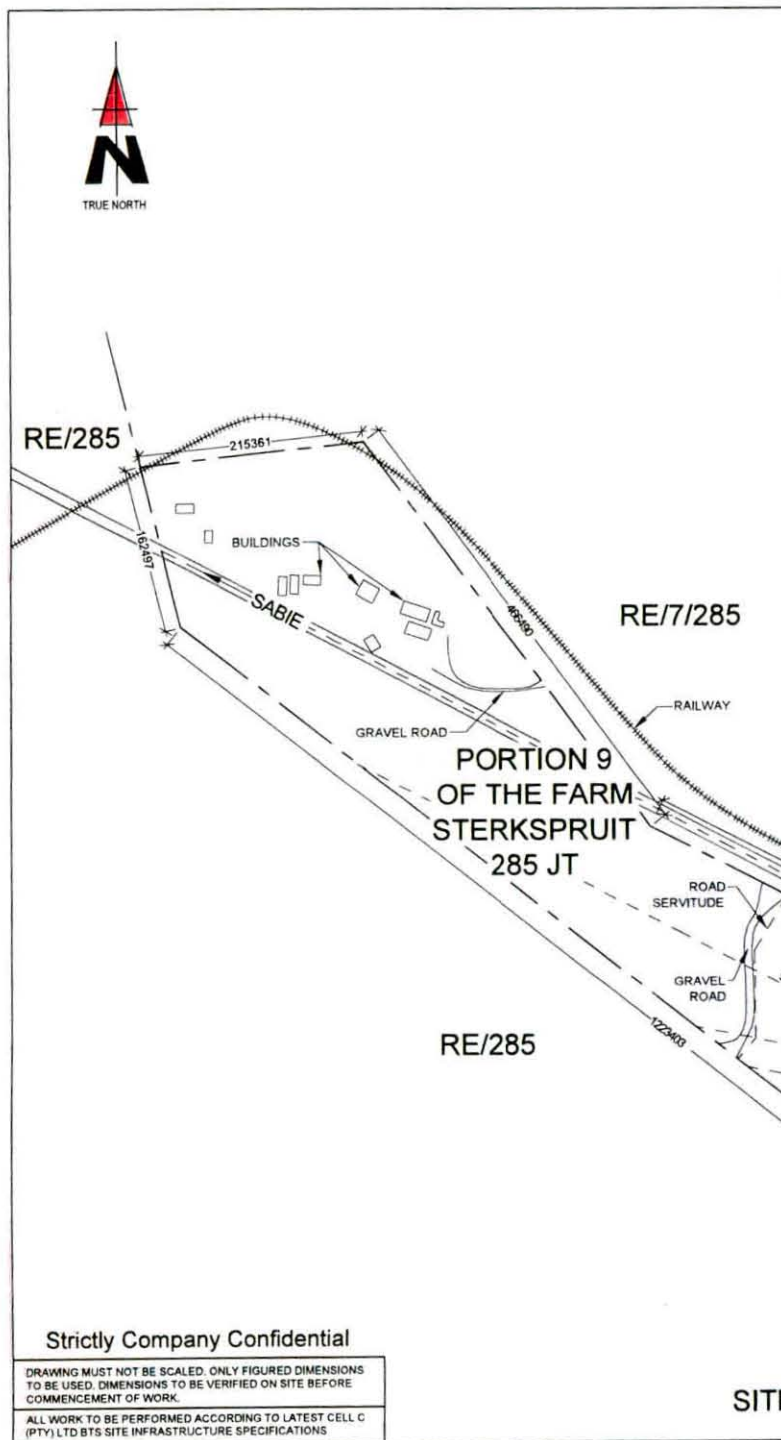 N
TRUE NORTH
RE/285
215361
162497
BUILDINGS
SABIE
466490
RE/7/285
RAILWAY
GRAVEL ROAD
PORTION 9
OF THE FARM
STERKSPRUIT
285 JT
ROAD
SERVITUDE
GRAVEL
ROAD
1223403
RE/285
Strictly Company Confidential
DRAWING MUST NOT BE SCALED. ONLY FIGURED DIMENSIONS
TO BE USED. DIMENSIONS TO BE VERIFIED ON SITE BEFORE
COMMENCEMENT OF WORK.
ALL WORK TO BE PERFORMED ACCORDING TO LATEST CELL C
(PTY) LTD BTS SITE INFRASTRUCTURE SPECIFICATIONS